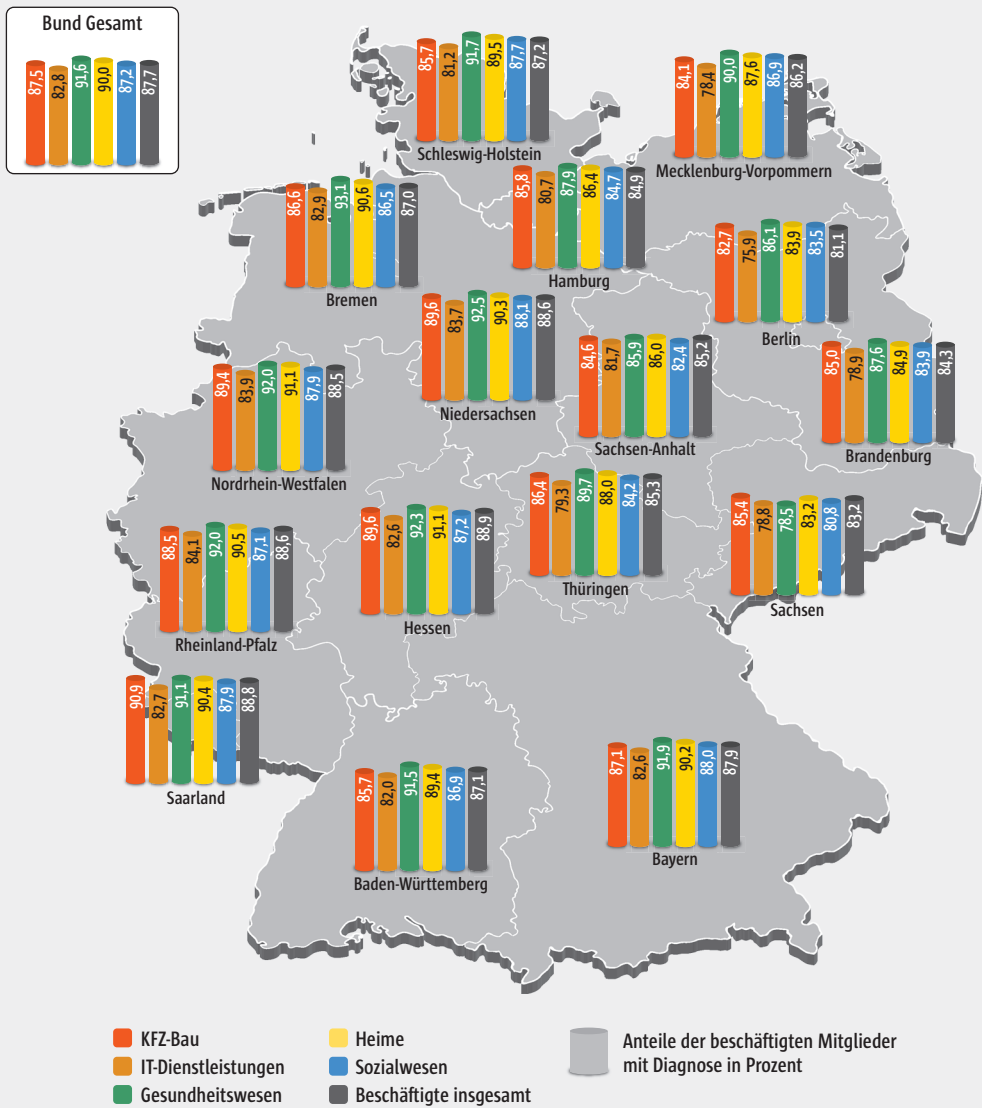 Bund Gesamt
87,5 82,8 91,6 90,0 87,2 87,7
85,7 81,2 91,7 89,5 87,7 87,2
Schleswig-Holstein
84,1 78,4 90,0 87,6 86,9 86,2
Mecklenburg-Vorpommern
86,6 82,9 93,1 90,6 86,5 87,0
Bremen
85,8 80,7 87,9 86,4 84,7 84,9
Hamburg
82,7 75,9 86,1 83,9 83,5 81,1
Berlin
89,6 83,7 92,5 90,3 88,1 88,6
Niedersachsen
84,6 81,7 85,9 86,0 82,4 85,2
Sachsen-Anhalt
85,0 78,9 87,6 84,9 83,9 84,3
Brandenburg
89,4 83,9 92,0 91,1 87,9 88,5
Nordrhein-Westfalen
86,4 79,3 89,7 88,0 84,2 85,3
Thüringen
85,4 78,8 78,5 83,2 80,8 83,2
Sachsen
88,5 84,1 92,0 90,5 87,1 88,6
Rheinland-Pfalz
89,6 82,6 92,3 91,1 87,2 88,9
Hessen
90,9 82,7 91,1 90,4 87,9 88,8
Saarland
85,7 82,0 91,5 89,4 86,9 87,1
Baden-Württemberg
87,1 82,6 91,9 90,2 88,0 87,9
Bayern
KFZ-Bau
IT-Dienstleistungen
Gesundheitswesen
Heime
Sozialwesen
Beschäftigte insgesamt
Anteile der beschäftigten Mitglieder
mit Diagnose in Prozent